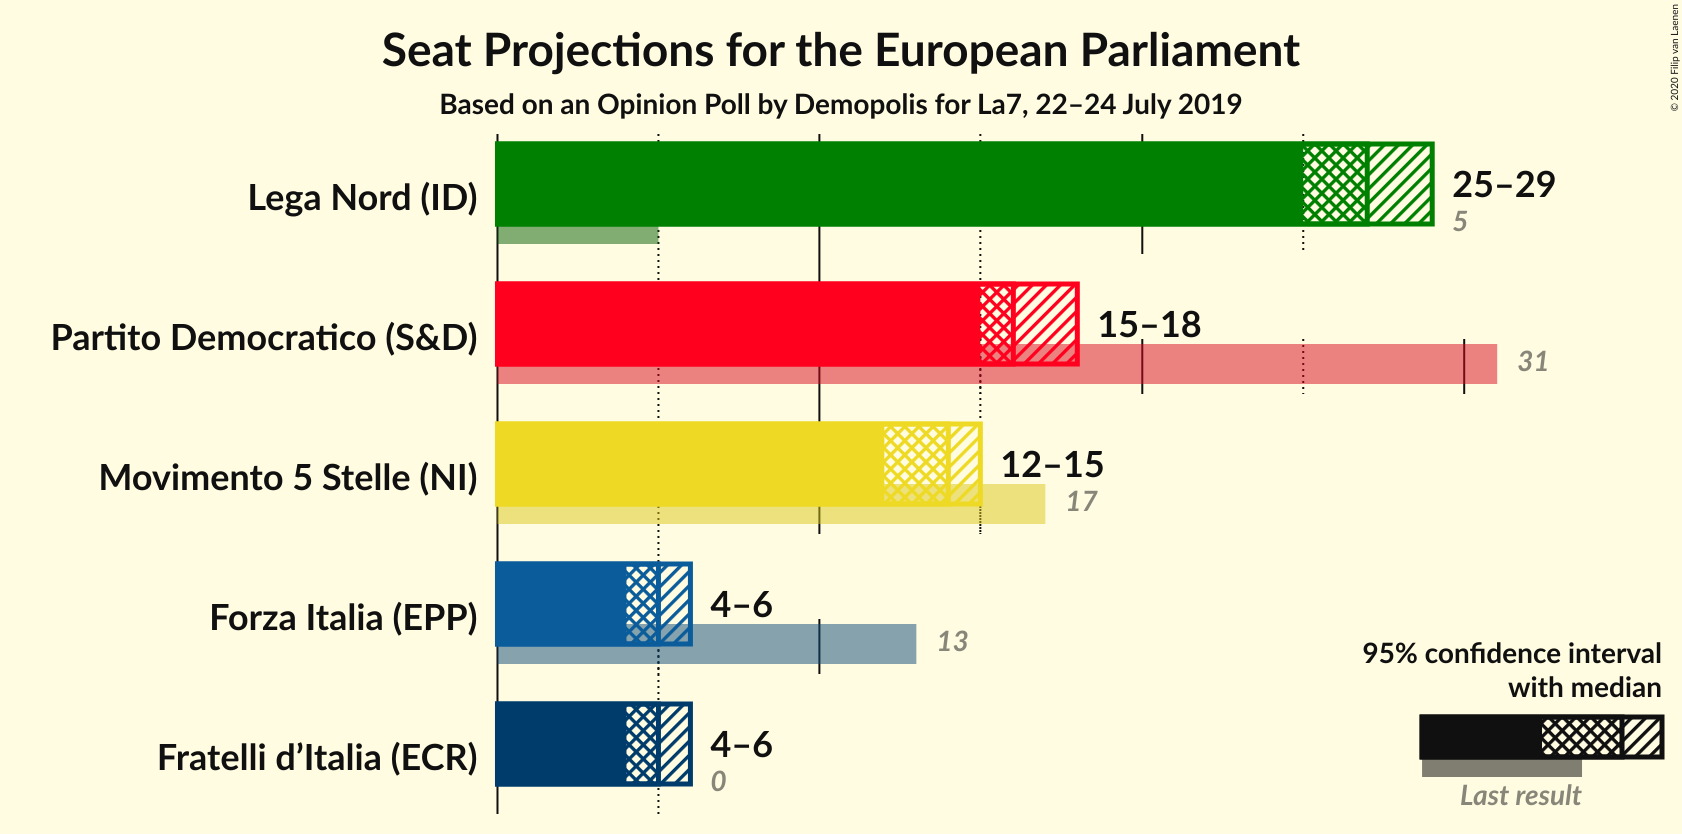 Seat Projections for the European Parliament
Based on an Opinion Poll by Demopolis for La7, 22–24 July 2019
© 2020 Filip van Laenen
Lega Nord (ID)
25–29
5
Partito Democratico (S&D)
15–18
31
Movimento 5 Stelle (NI)
12–15
17
Forza Italia (EPP)
4–6
13
Fratelli d’Italia (ECR)
4–6
0
95% confidence interval
with median
Last result